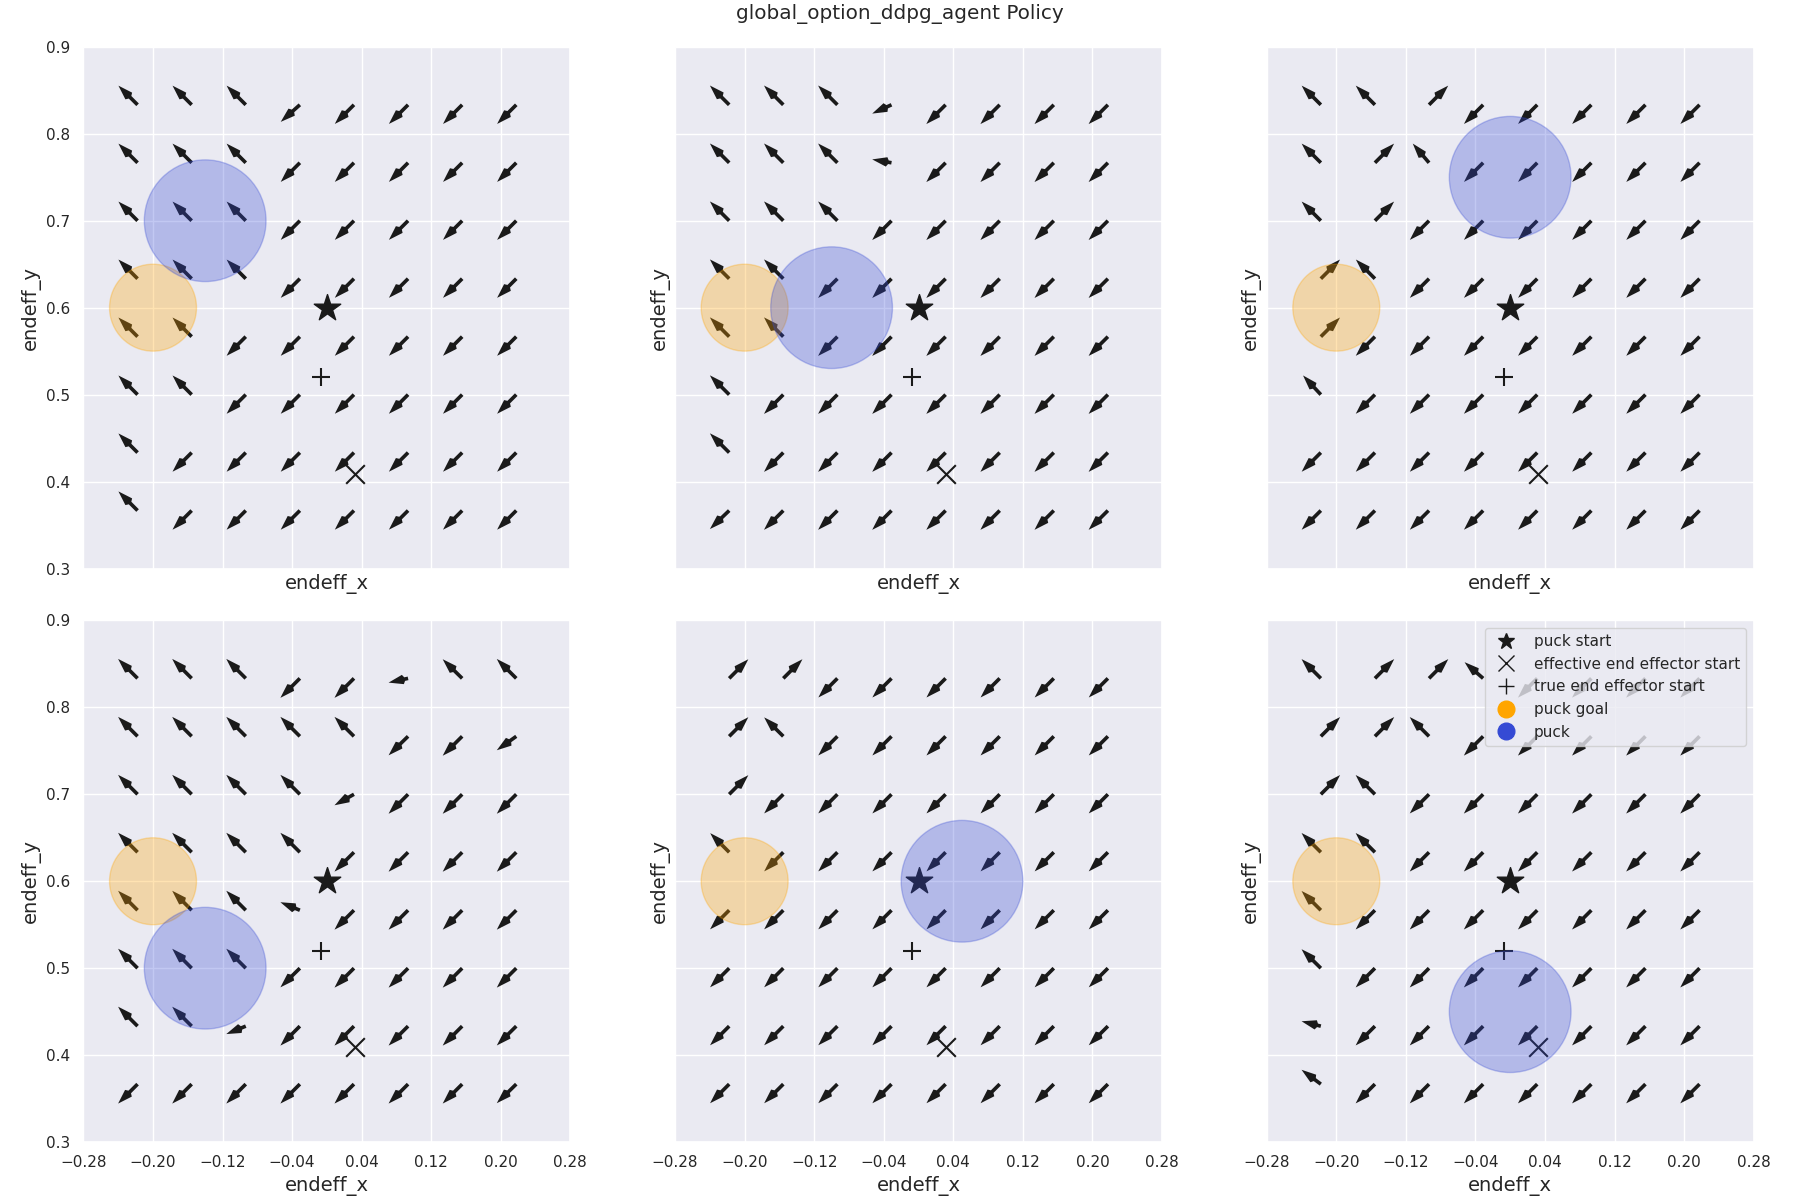 global_option_ddpg_agent Policy
0.9
0.8
0.7
0.6
0.5
0.4
0.3
endeff_y
endeff_x
endeff_y
endeff_x
endeff_y
endeff_x
0.9
0.8
0.7
0.6
0.5
0.4
0.3
endeff_y
−0.28 −0.20 −0.12 −0.04 0.04 0.12 0.20 0.28
endeff_x
endeff_y
−0.28 −0.20 −0.12 −0.04 0.04 0.12 0.20 0.28
endeff_x
puck start
effective end effector start
true end effector start
puck goal
puck
endeff_y
−0.28 −0.20 −0.12 −0.04 0.04 0.12 0.20 0.28
endeff_x